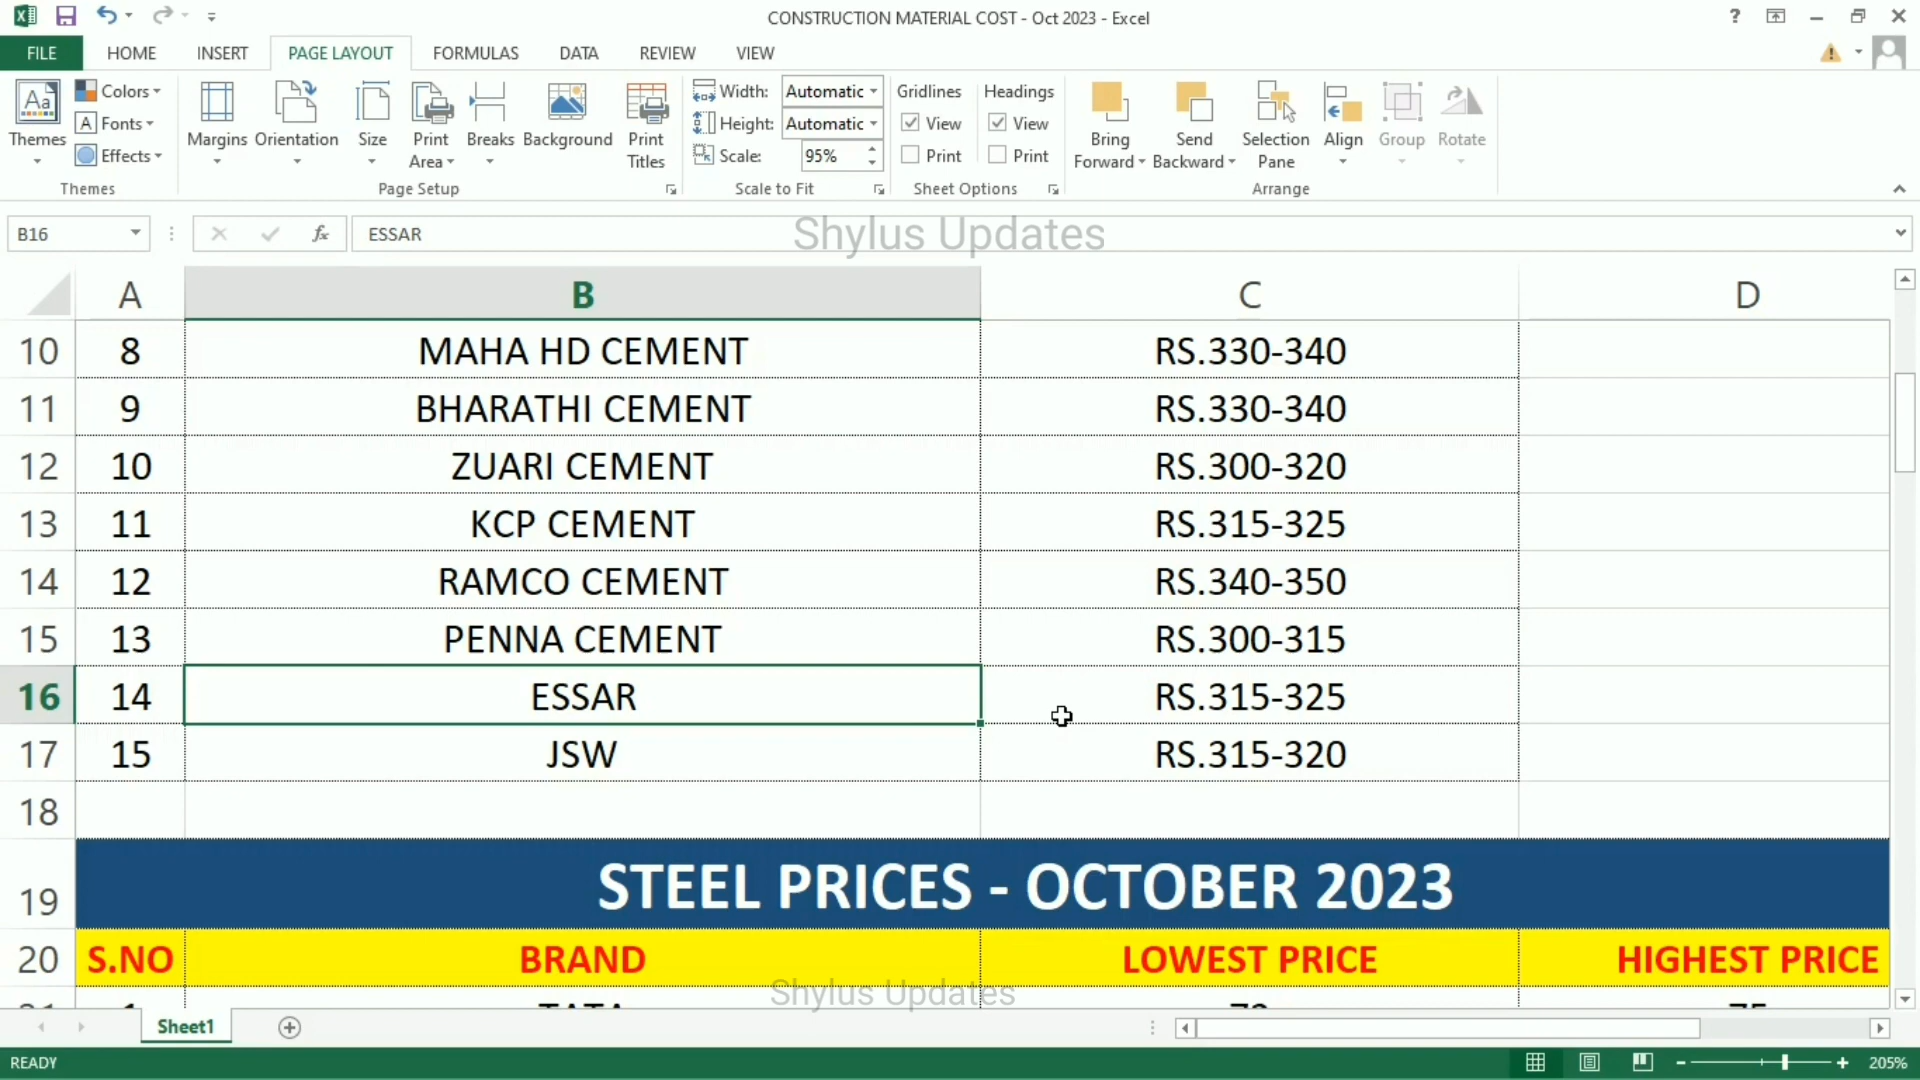 CONSTRUCTION MATERIAL COST - Oct 2023 - Excel
FILE HOME INSERT PAGE LAYOUT FORMULAS DATA REVIEW VIEW
Themes
Colors
Fonts
Effects
Themes
Margins
Orientation
Size
Print Area
Breaks
Background
Print Titles
Page Setup
Width: Automatic
Height: Automatic
Scale: 95%
Scale to Fit
Gridlines
View
Print
Headings
View
Print
Sheet Options
Bring Forward
Send Backward
Selection Pane
Align
Group
Rotate
Arrange
B16 fx ESSAR
Shylus Updates
A B C D
10 8 MAHA HD CEMENT RS.330-340
11 9 BHARATHI CEMENT RS.330-340
12 10 ZUARI CEMENT RS.300-320
13 11 KCP CEMENT RS.315-325
14 12 RAMCO CEMENT RS.340-350
15 13 PENNA CEMENT RS.300-315
16 14 ESSAR RS.315-325
17 15 JSW RS.315-320
18
19 STEEL PRICES - OCTOBER 2023
20 S.NO BRAND LOWEST PRICE HIGHEST PRICE
Shylus Updates
Sheet1
READY 205%